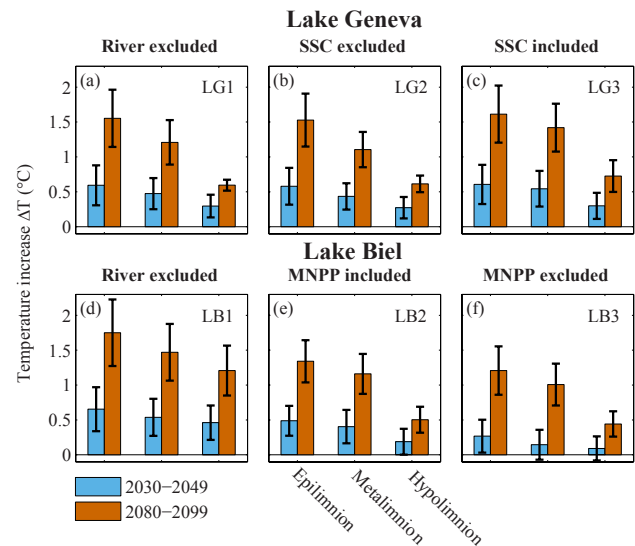 Lake Geneva
River excluded SSC excluded SSC included
(a) LG1 (b) LG2 (c) LG3
2
1.5
1
0.5
0
Temperature increase ΔT (°C)
Lake Biel
River excluded MNPP included MNPP excluded
(d) LB1 (e) LB2 (f) LB3
2
1.5
1
0.5
0
Epilimnion Metalimnion Hypolimnion
2030−2049
2080−2099